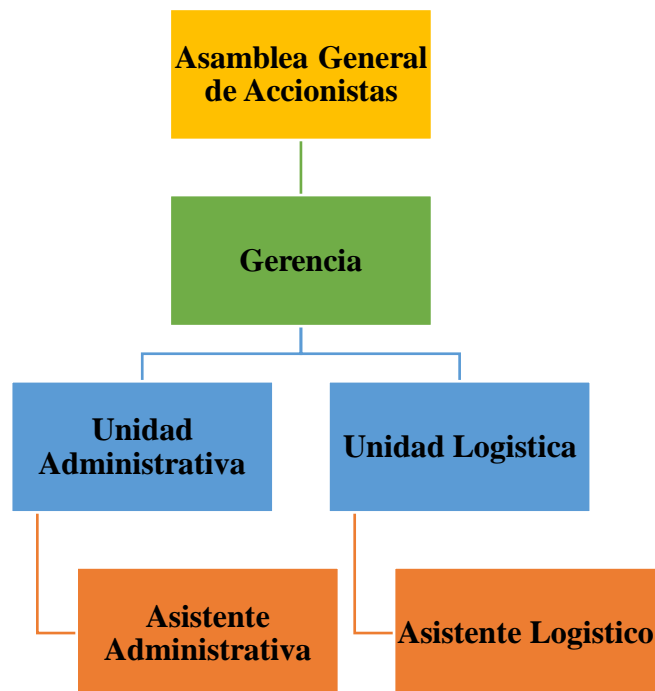 Asamblea General
de Accionistas
Gerencia
Unidad
Administrativa
Unidad Logistica
Asistente
Administrativa
Asistente Logistico